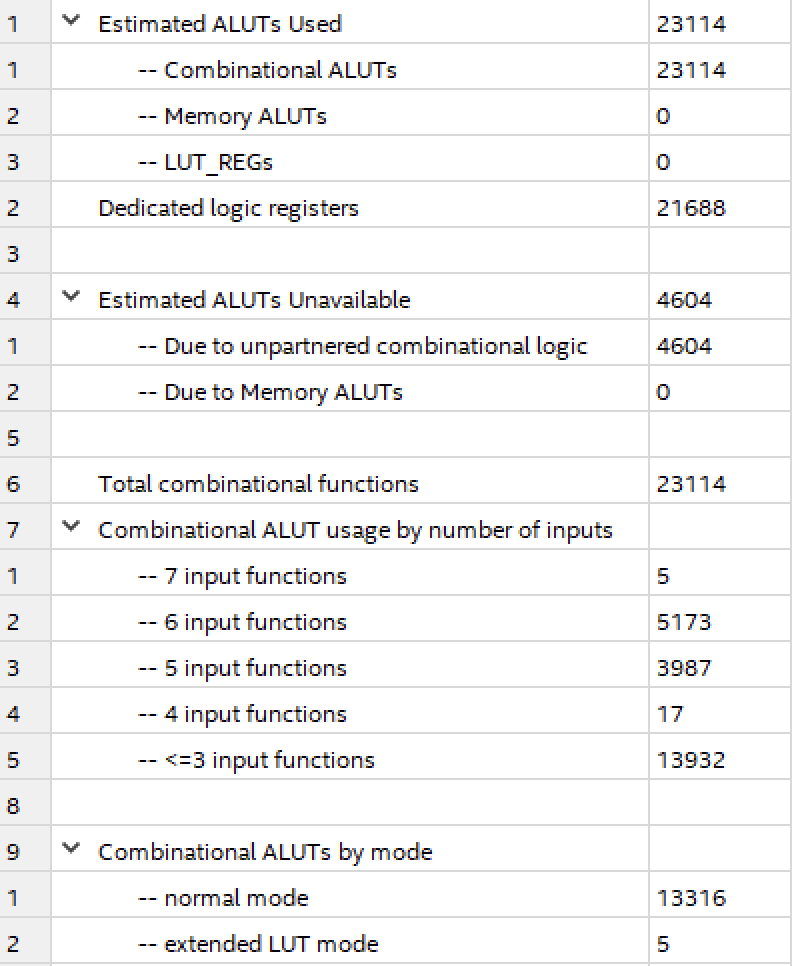 1 Estimated ALUTs Used 23114
1 -- Combinational ALUTs 23114
2 -- Memory ALUTs 0
3 -- LUT_REGs 0
2 Dedicated logic registers 21688
3
4 Estimated ALUTs Unavailable 4604
1 -- Due to unpartnered combinational logic 4604
2 -- Due to Memory ALUTs 0
5
6 Total combinational functions 23114
7 Combinational ALUT usage by number of inputs
1 -- 7 input functions 5
2 -- 6 input functions 5173
3 -- 5 input functions 3987
4 -- 4 input functions 17
5 -- <=3 input functions 13932
8
9 Combinational ALUTs by mode
1 -- normal mode 13316
2 -- extended LUT mode 5